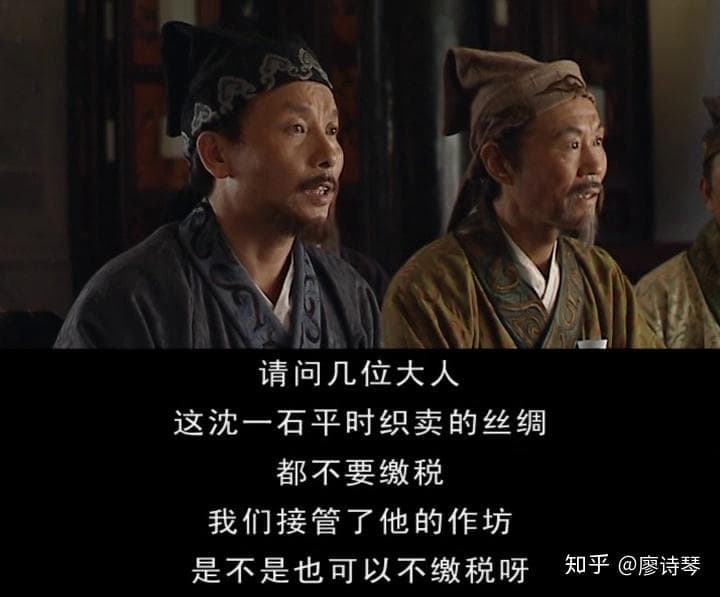 请问几位大人
这沈一石平时织卖的丝绸
都不要缴税
我们接管了他的作坊
是不是也可以不缴税呀
知乎 @廖诗琴